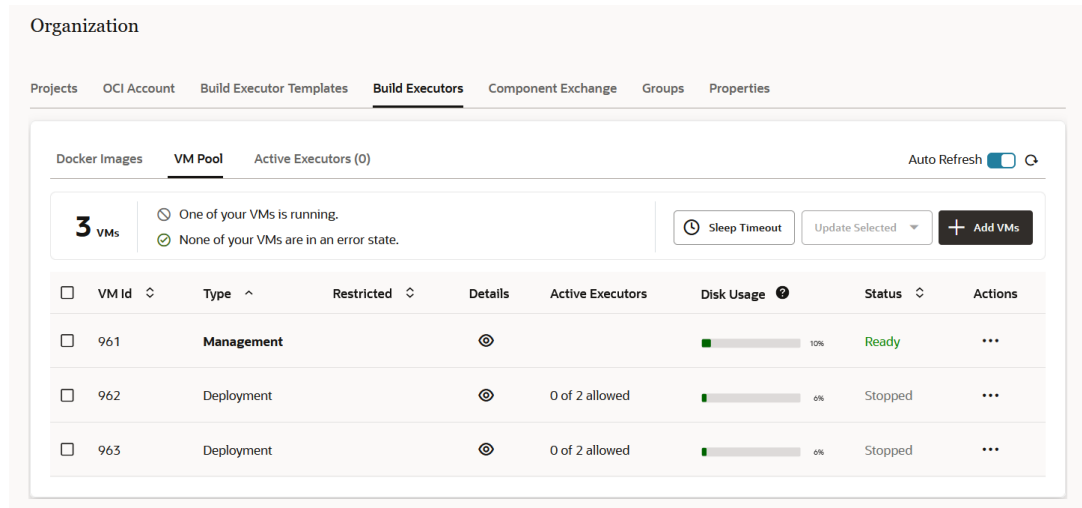 Organization
Projects OCI Account Build Executor Templates Build Executors Component Exchange Groups Properties
Docker Images VM Pool Active Executors (0) Auto Refresh
3 VMs
One of your VMs is running.
None of your VMs are in an error state.
Sleep Timeout Update Selected Add VMs
VM Id Type Restricted Details Active Executors Disk Usage ? Status Actions
961 Management 10% Ready
962 Deployment 0 of 2 allowed 6% Stopped
963 Deployment 0 of 2 allowed 6% Stopped